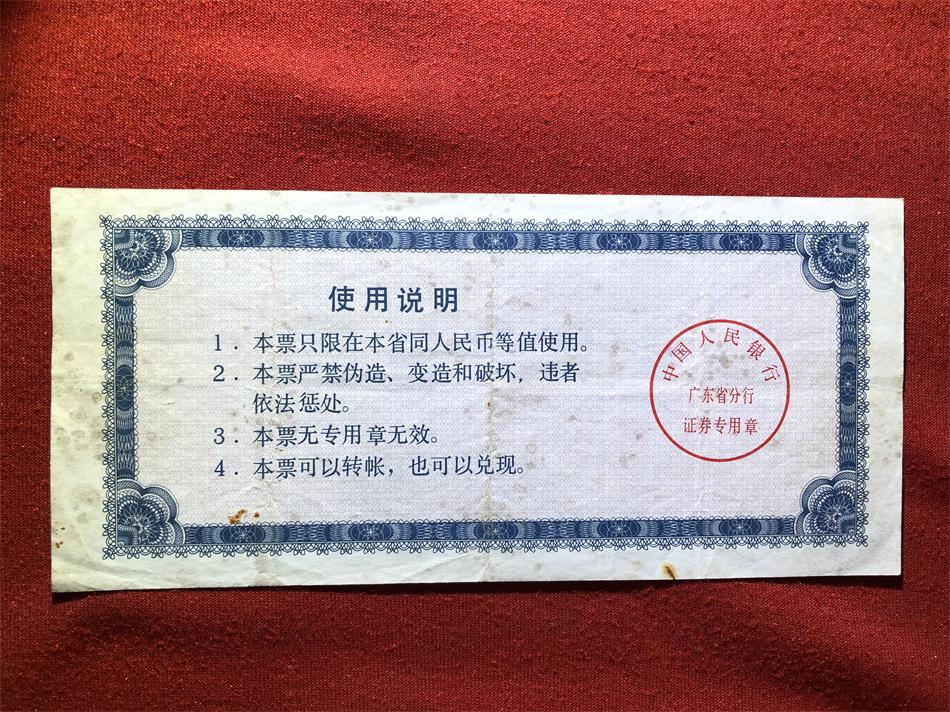 使用说明
1．本票只限在本省同人民币等值使用。
2．本票严禁伪造、变造和破坏，违者
依法惩处。
3．本票无专用章无效。
4．本票可以转帐，也可以兑现。
中国人民银行
广东省分行
证券专用章